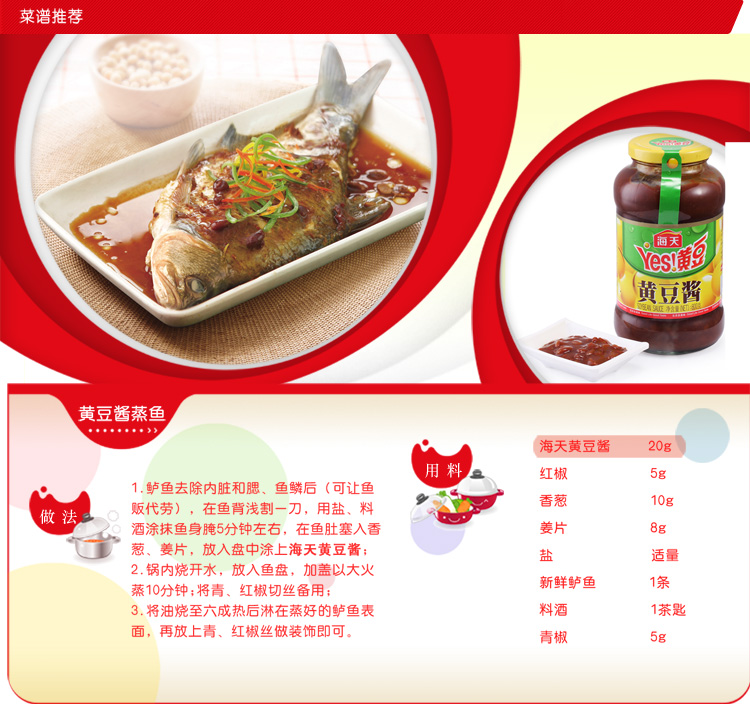 菜谱推荐
海天
Yes!黄豆
黄豆酱
SOYBEAN SAUCE
黄豆酱蒸鱼
做法
1.鲈鱼去除内脏和腮、鱼鳞后（可让鱼
贩代劳），在鱼背浅割一刀，用盐、料
酒涂抹鱼身腌5分钟左右，在鱼肚塞入香
葱、姜片，放入盘中涂上海天黄豆酱；
2.锅内烧开水，放入鱼盘，加盖以大火
蒸10分钟；将青、红椒切丝备用；
3.将油烧至六成热后淋在蒸好的鲈鱼表
面，再放上青、红椒丝做装饰即可。
用料
海天黄豆酱 20g
红椒 5g
香葱 10g
姜片 8g
盐 适量
新鲜鲈鱼 1条
料酒 1茶匙
青椒 5g